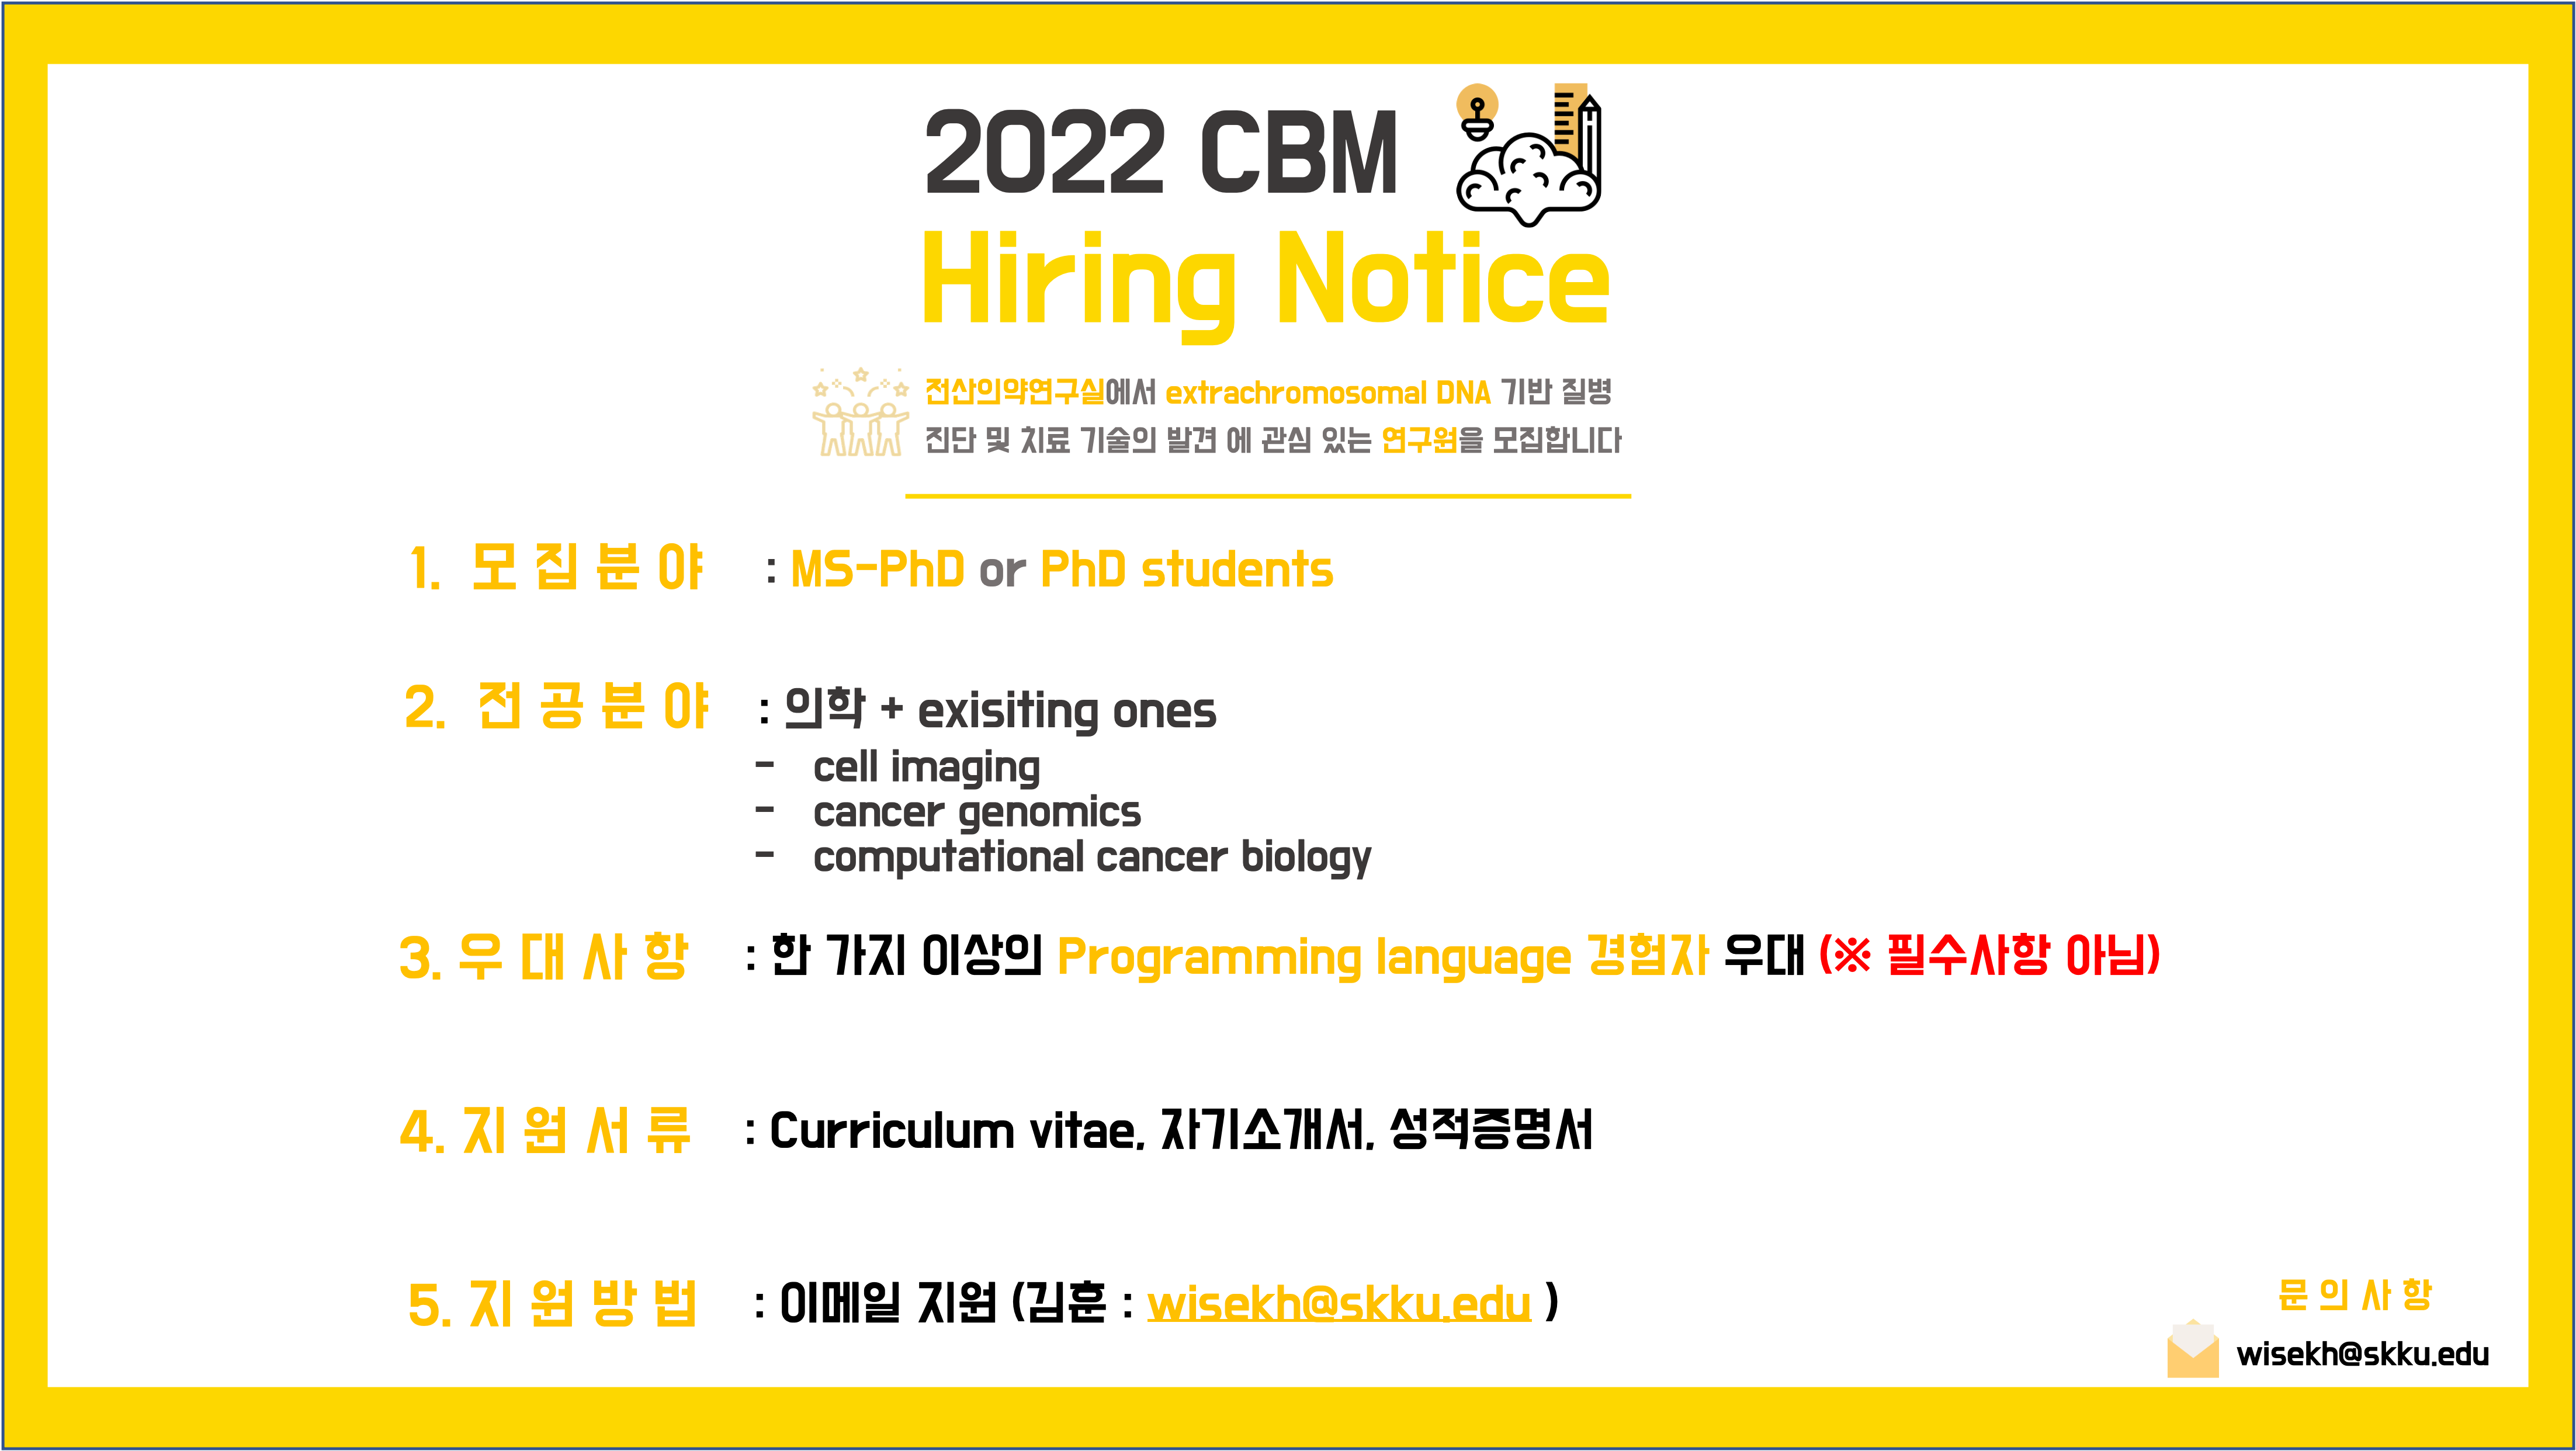 2022 CBM
Hiring Notice
전산의약연구실에서 extrachromosomal DNA 기반 질병
진단 및 치료 기술의 발견 에 관심 있는 연구원을 모집합니다
1. 모 집 분 야 : MS-PhD or PhD students
2. 전 공 분 야 : 의학 + exisiting ones
- cell imaging
- cancer genomics
- computational cancer biology
3. 우 대 사 항 : 한 가지 이상의 Programming language 경험자 우대 (※ 필수사항 아님)
4. 지 원 서 류 : Curriculum vitae, 자기소개서, 성적증명서
5. 지 원 방 법 : 이메일 지원 (김훈 : wisekh@skku.edu )
문 의 사 항
wisekh@skku.edu